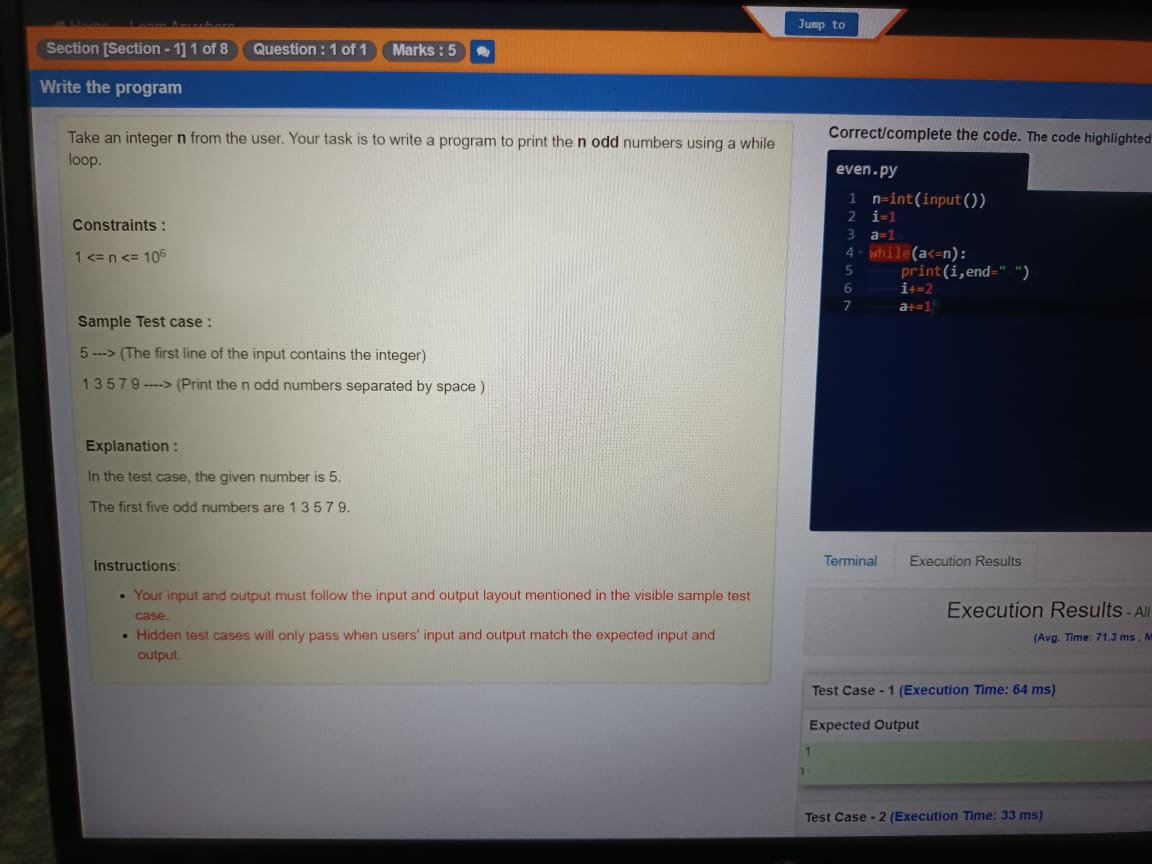 Jump to
Section [Section - 1] 1 of 8 Question : 1 of 1 Marks : 5
Write the program
Take an integer n from the user. Your task is to write a program to print the n odd numbers using a while
loop.
Constraints :
1 <= n <= 10⁶
Sample Test case :
5 ---> (The first line of the input contains the integer)
1 3 5 7 9 ----> (Print the n odd numbers separated by space )
Explanation :
In the test case, the given number is 5.
The first five odd numbers are 1 3 5 7 9.
Instructions:
• Your input and output must follow the input and output layout mentioned in the visible sample test
case.
• Hidden test cases will only pass when users' input and output match the expected input and
output.
Correct/complete the code. The code highlighted
even.py
1 n=int(input())
2 i=1
3 a=1
4 while(a<=n):
5 print(i,end=" ")
6 i+=2
7 a+=1
Terminal Execution Results
Execution Results - All
(Avg. Time: 71.3 ms , M
Test Case - 1 (Execution Time: 64 ms)
Expected Output
1
1
Test Case - 2 (Execution Time: 33 ms)